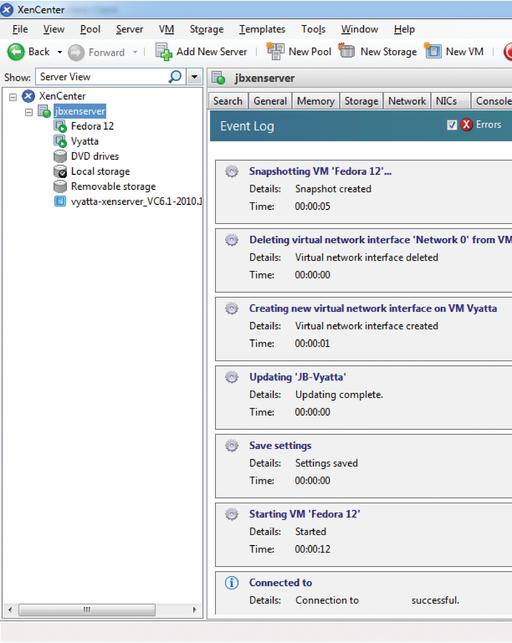 XenCenter
File View Pool Server VM Storage Templates Tools Window Help
Back Forward Add New Server New Pool New Storage New VM
Show: Server View
XenCenter
jbxenserver
Fedora 12
Vyatta
DVD drives
Local storage
Removable storage
vyatta-xenserver_VC6.1-2010.1
jbxenserver
Search General Memory Storage Network NICs Console
Event Log Errors
Snapshotting VM 'Fedora 12'...
Details: Snapshot created
Time: 00:00:05
Deleting virtual network interface 'Network 0' from VM
Details: Virtual network interface deleted
Time: 00:00:00
Creating new virtual network interface on VM Vyatta
Details: Virtual network interface created
Time: 00:00:01
Updating 'JB-Vyatta'
Details: Updating complete.
Time: 00:00:00
Save settings
Details: Settings saved
Time: 00:00:00
Starting VM 'Fedora 12'
Details: Started
Time: 00:00:12
Connected to
Details: Connection to successful.